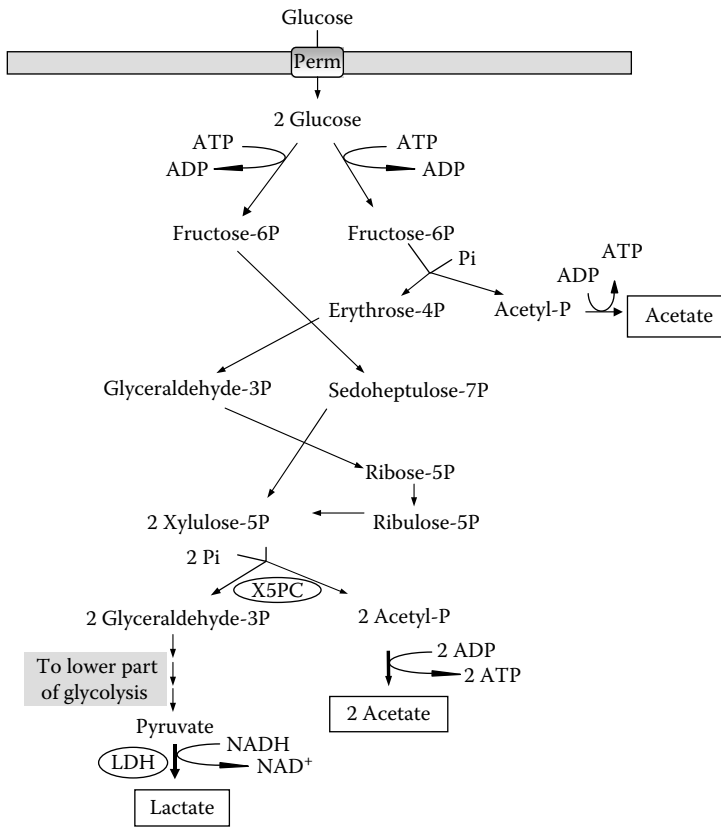 Glucose
Perm
2 Glucose
ATP
ADP
ATP
ADP
Fructose-6P
Fructose-6P
Pi
ADP
ATP
Erythrose-4P
Acetyl-P
Acetate
Glyceraldehyde-3P
Sedoheptulose-7P
Ribose-5P
2 Xylulose-5P
Ribulose-5P
2 Pi
X5PC
2 Glyceraldehyde-3P
2 Acetyl-P
To lower part
of glycolysis
2 ADP
2 ATP
2 Acetate
Pyruvate
LDH
NADH
NAD⁺
Lactate